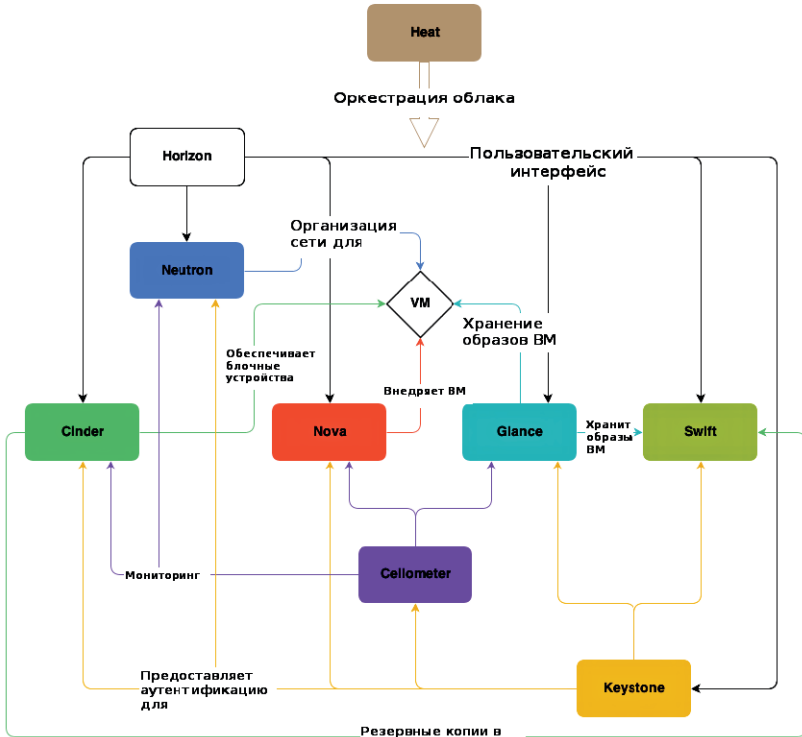 Heat
Оркестрация облака
Horizon
Пользовательский
интерфейс
Организация
сети для
Neutron
VM
Хранение
образов ВМ
Обеспечивает
блочные
устройства
Внедряет ВМ
Cinder
Nova
Glance
Хранит
образы
ВМ
Swift
Cellometer
Мониторинг
Предоставляет
аутентификацию
для
Keystone
Резервные копии в